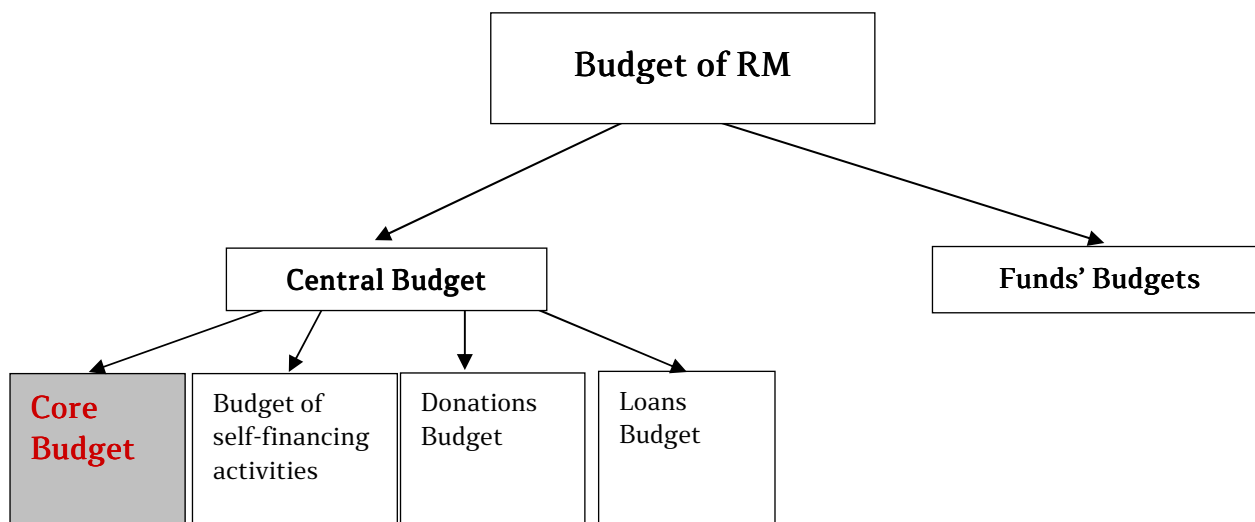 Budget of RM
Central Budget
Funds’ Budgets
Core
Budget
Budget of
self-financing
activities
Donations
Budget
Loans
Budget